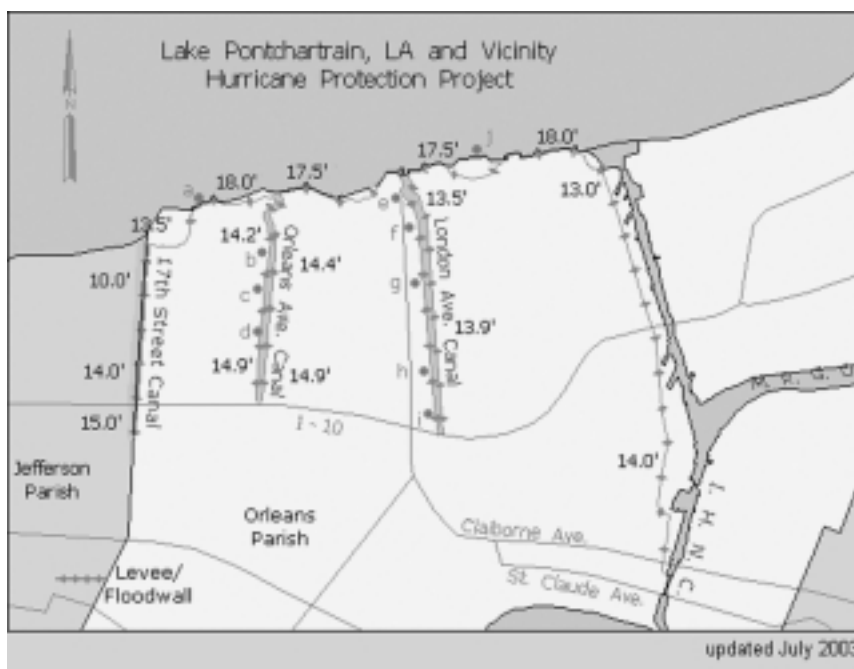 Lake Pontchartrain, LA and Vicinity
Hurricane Protection Project
N
j
17.5'
18.0'
17.5'
18.0'
a
13.5'
e
13.5'
13.0'
14.2'
f
b
Orleans Ave. Canal
14.4'
London Ave. Canal
10.0'
17th Street Canal
c
g
d
13.9'
14.0'
14.9'
14.9'
h
M. R. G. O.
15.0'
I - 10
i
14.0'
Jefferson
Parish
Orleans
Parish
I. H. N. C.
Claiborne Ave.
Levee/
Floodwall
St. Claude Ave.
updated July 2003